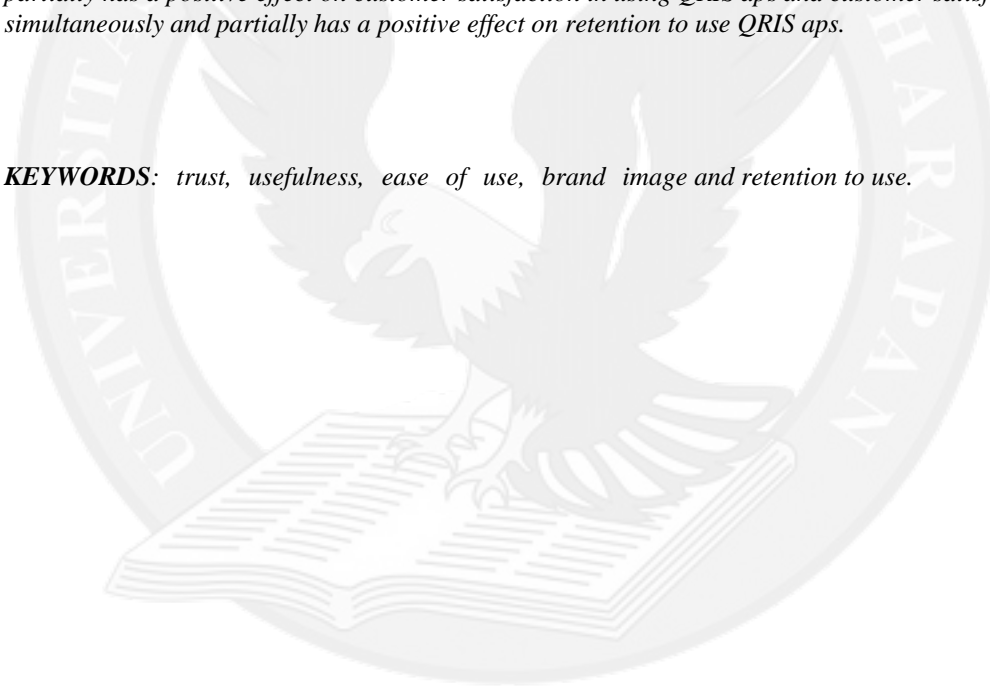 partially has a positive effect on customer satisfaction in using QRIS aps and customer satisf
simultaneously and partially has a positive effect on retention to use QRIS aps.
KEYWORDS: trust, usefulness, ease of use, brand image and retention to use.
UNIVERSITA
HARAPAN